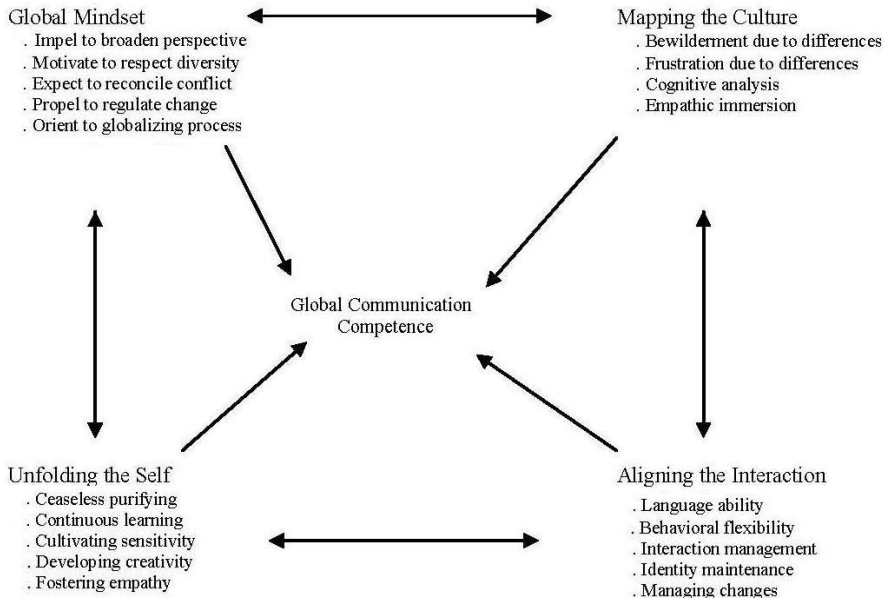 Global Mindset
. Impel to broaden perspective
. Motivate to respect diversity
. Expect to reconcile conflict
. Propel to regulate change
. Orient to globalizing process
Mapping the Culture
. Bewilderment due to differences
. Frustration due to differences
. Cognitive analysis
. Empathic immersion
Global Communication
Competence
Unfolding the Self
. Ceaseless purifying
. Continuous learning
. Cultivating sensitivity
. Developing creativity
. Fostering empathy
Aligning the Interaction
. Language ability
. Behavioral flexibility
. Interaction management
. Identity maintenance
. Managing changes